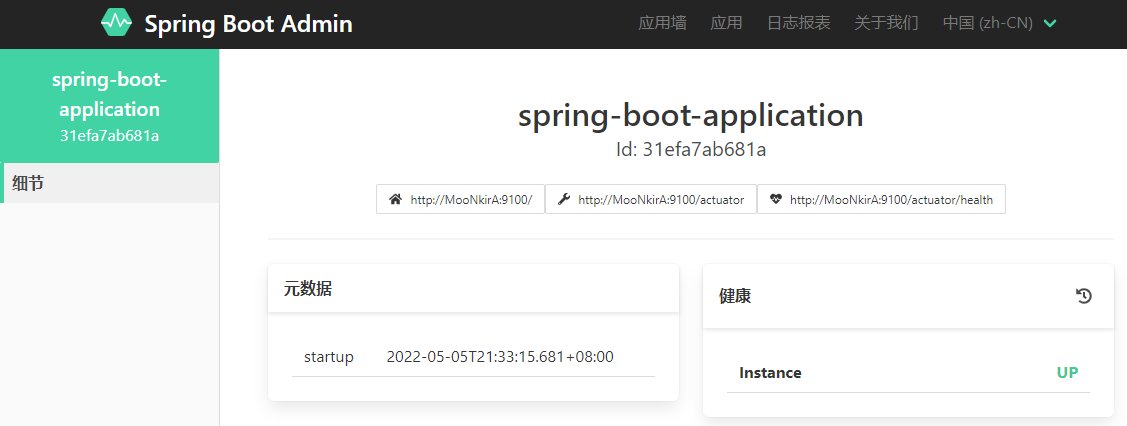 Spring Boot Admin
应用墙 应用 日志报表 关于我们 中国 (zh-CN)
spring-boot-
application
31efa7ab681a
细节
spring-boot-application
Id: 31efa7ab681a
http://MooNkirA:9100/ http://MooNkirA:9100/actuator http://MooNkirA:9100/actuator/health
元数据
startup 2022-05-05T21:33:15.681+08:00
健康
Instance UP